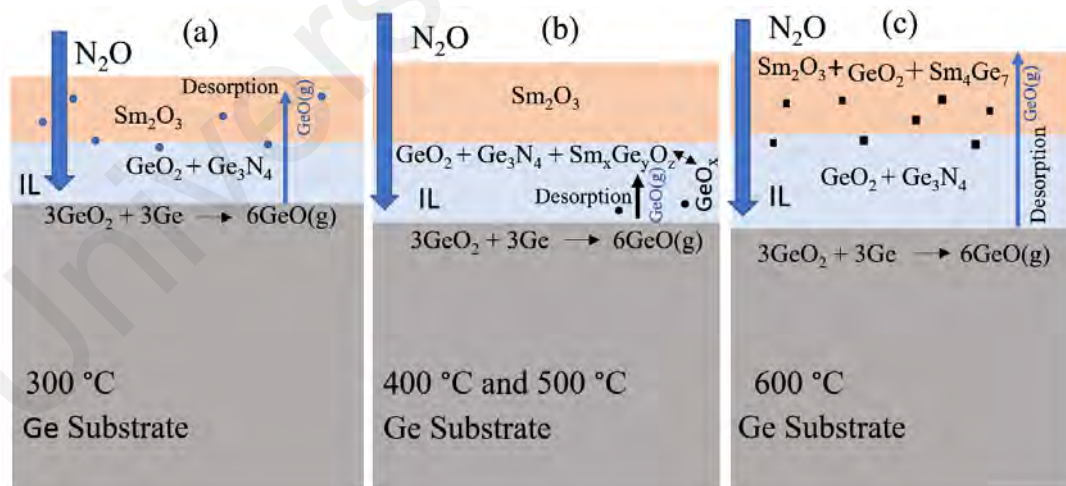 (a)
N₂O
Desorption
GeO(g)
Sm₂O₃
GeO₂ + Ge₃N₄
IL
3GeO₂ + 3Ge → 6GeO(g)
300 °C
Ge Substrate
(b)
N₂O
Sm₂O₃
GeO₂ + Ge₃N₄ + SmₓGeᵧO_z
GeOₓ
Desorption
GeO(g)
IL
3GeO₂ + 3Ge → 6GeO(g)
400 °C and 500 °C
Ge Substrate
(c)
N₂O
Sm₂O₃ + GeO₂ + Sm₄Ge₇
GeO(g)
Desorption
IL
GeO₂ + Ge₃N₄
3GeO₂ + 3Ge → 6GeO(g)
600 °C
Ge Substrate
Univers